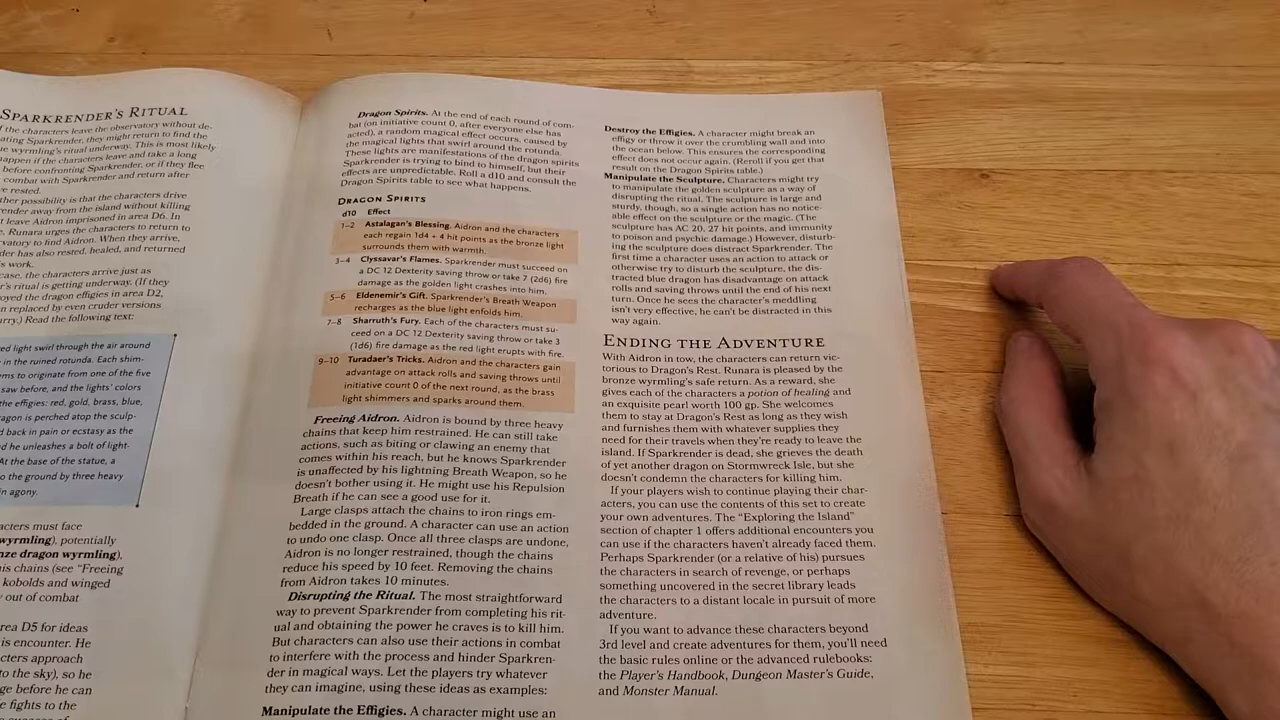 SPARKRENDER'S RITUAL
f the characters leave the observatory without de-
ating Sparkrender, they might return to find the
ue wyrmling's ritual underway. This is most likely
appen if the characters leave and take a long
before confronting Sparkrender, or if they flee
combat with Sparkrender and return after
ve rested.
ther possibility is that the characters drive
render away from the island without killing
t leave Aidron imprisoned in area D6. In
, Runara urges the characters to return to
vatory to find Aidron. When they arrive,
der has also rested, healed, and returned
s work.
case, the characters arrive just as
r's ritual is getting underway. (If they
oyed the dragon effigies in area D2,
n replaced by even cruder versions
urry.) Read the following text:
red light swirl through the air around
in the ruined rotunda. Each shim-
ems to originate from one of the five
saw before, and the lights' colors
the effigies: red, gold, brass, blue,
ragon is perched atop the sculp-
d back in pain or ecstasy as the
nd he unleashes a bolt of light-
At the base of the statue, a
o the ground by three heavy
in agony.
acters must face
wyrmling), potentially
nze dragon wyrmling),
his chains (see "Freeing
kobolds and winged
y out of combat
rea D5 for ideas
is encounter. He
cters approach
to the sky), so he
ge before he can
e fights to the
Dragon Spirits. At the end of each round of com-
bat (on initiative count 0, after everyone else has
acted), a random magical effect occurs, caused by
the magical lights that swirl around the rotunda.
These lights are manifestations of the dragon spirits
Sparkrender is trying to bind to himself, but their
effects are unpredictable. Roll a d10 and consult the
Dragon Spirits table to see what happens.
DRAGON SPIRITS
d10 Effect
1–2 Astalagan's Blessing. Aidron and the characters
each regain 1d4 + 4 hit points as the bronze light
surrounds them with warmth.
3–4 Clyssavar's Flames. Sparkrender must succeed on
a DC 12 Dexterity saving throw or take 7 (2d6) fire
damage as the golden light crashes into him.
5–6 Eldenemir's Gift. Sparkrender's Breath Weapon
recharges as the blue light enfolds him.
7–8 Sharruth's Fury. Each of the characters must su-
ceed on a DC 12 Dexterity saving throw or take 3
(1d6) fire damage as the red light erupts with fire.
9–10 Turadaer's Tricks. Aidron and the characters gain
advantage on attack rolls and saving throws until
initiative count 0 of the next round, as the brass
light shimmers and sparks around them.
Freeing Aidron. Aidron is bound by three heavy
chains that keep him restrained. He can still take
actions, such as biting or clawing an enemy that
comes within his reach, but he knows Sparkrender
is unaffected by his lightning Breath Weapon, so he
doesn't bother using it. He might use his Repulsion
Breath if he can see a good use for it.
Large clasps attach the chains to iron rings em-
bedded in the ground. A character can use an action
to undo one clasp. Once all three clasps are undone,
Aidron is no longer restrained, though the chains
reduce his speed by 10 feet. Removing the chains
from Aidron takes 10 minutes.
Disrupting the Ritual. The most straightforward
way to prevent Sparkrender from completing his rit-
ual and obtaining the power he craves is to kill him.
But characters can also use their actions in combat
to interfere with the process and hinder Sparkren-
der in magical ways. Let the players try whatever
they can imagine, using these ideas as examples:
Manipulate the Effigies. A character might use an
Destroy the Effigies. A character might break an
effigy or throw it over the crumbling wall and into
the ocean below. This ensures the corresponding
effect does not occur again. (Reroll if you get that
result on the Dragon Spirits table.)
Manipulate the Sculpture. Characters might try
to manipulate the golden sculpture as a way of
disrupting the ritual. The sculpture is large and
sturdy, though, so a single action has no notice-
able effect on the sculpture or the magic. (The
sculpture has AC 20, 27 hit points, and immunity
to poison and psychic damage.) However, disturb-
ing the sculpture does distract Sparkrender. The
first time a character uses an action to attack or
otherwise try to disturb the sculpture, the dis-
tracted blue dragon has disadvantage on attack
rolls and saving throws until the end of his next
turn. Once he sees the character's meddling
isn't very effective, he can't be distracted in this
way again.
ENDING THE ADVENTURE
With Aidron in tow, the characters can return vic-
torious to Dragon's Rest. Runara is pleased by the
bronze wyrmling's safe return. As a reward, she
gives each of the characters a potion of healing and
an exquisite pearl worth 100 gp. She welcomes
them to stay at Dragon's Rest as long as they wish
and furnishes them with whatever supplies they
need for their travels when they're ready to leave the
island. If Sparkrender is dead, she grieves the death
of yet another dragon on Stormwreck Isle, but she
doesn't condemn the characters for killing him.
If your players wish to continue playing their char-
acters, you can use the contents of this set to create
your own adventures. The "Exploring the Island"
section of chapter 1 offers additional encounters you
can use if the characters haven't already faced them.
Perhaps Sparkrender (or a relative of his) pursues
the characters in search of revenge, or perhaps
something uncovered in the secret library leads
the characters to a distant locale in pursuit of more
adventure.
If you want to advance these characters beyond
3rd level and create adventures for them, you'll need
the basic rules online or the advanced rulebooks:
the Player's Handbook, Dungeon Master's Guide,
and Monster Manual.